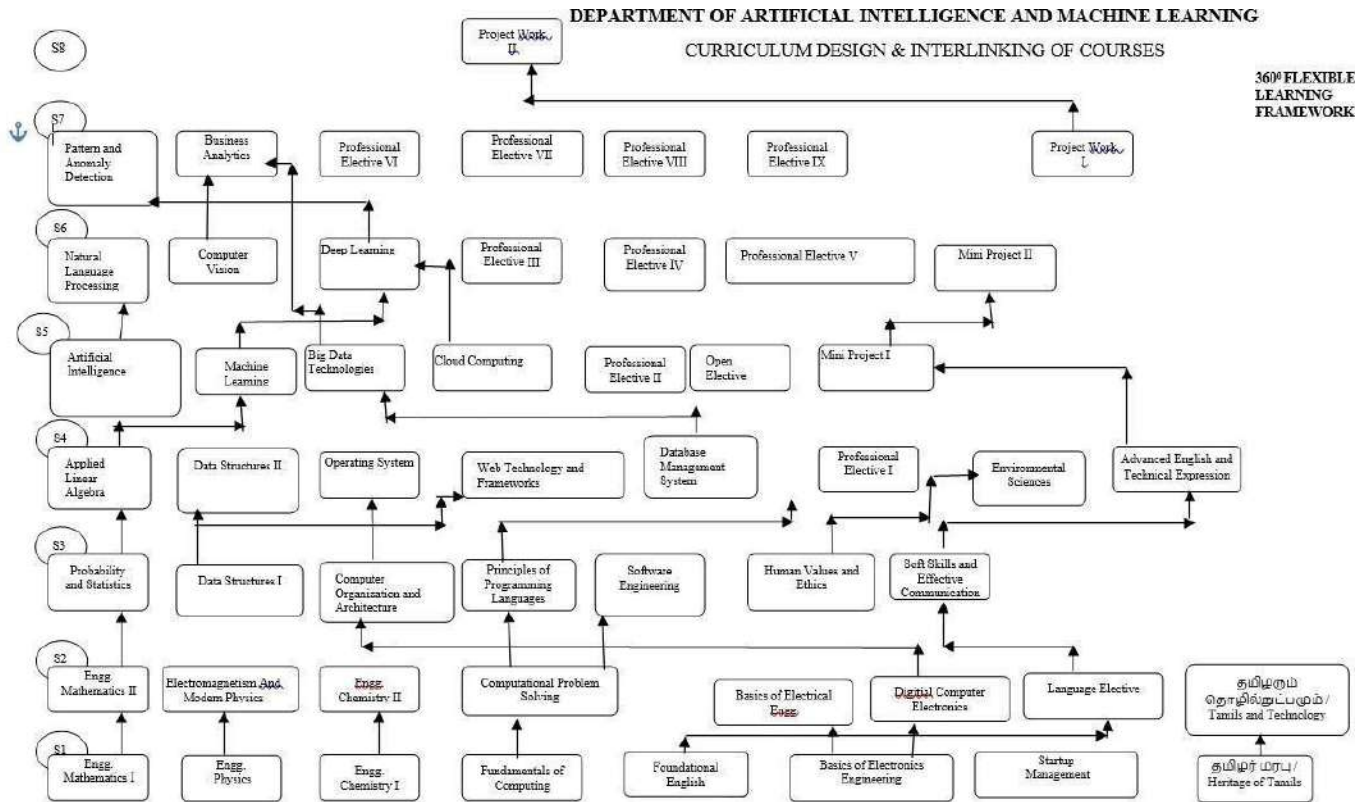 DEPARTMENT OF ARTIFICIAL INTELLIGENCE AND MACHINE LEARNING
CURRICULUM DESIGN & INTERLINKING OF COURSES
360⁰ FLEXIBLE
LEARNING
FRAMEWORK
S8
Project Work
II
S7
Pattern and
Anomaly
Detection
Business
Analytics
Professional
Elective VI
Professional
Elective VII
Professional
Elective VIII
Professional
Elective IX
Project Work
I
S6
Natural
Language
Processing
Computer
Vision
Deep Learning
Professional
Elective III
Professional
Elective IV
Professional Elective V
Mini Project II
S5
Artificial
Intelligence
Machine
Learning
Big Data
Technologies
Cloud Computing
Professional
Elective II
Open
Elective
Mini Project I
S4
Applied
Linear
Algebra
Data Structures II
Operating System
Web Technology and
Frameworks
Database
Management
System
Professional
Elective I
Environmental
Sciences
Advanced English and
Technical Expression
S3
Probability
and Statistics
Data Structures I
Computer
Organization and
Architecture
Principles of
Programming
Languages
Software
Engineering
Human Values and
Ethics
Soft Skills and
Effective
Communication
S2
Engg.
Mathematics II
Electromagnetism And
Modern Physics
Engg.
Chemistry II
Computational Problem
Solving
Basics of Electrical
Engg
Digitial Computer
Electronics
Language Elective
தமிழரும்
தொழில்நுட்பமும் /
Tamils and Technology
S1
Engg.
Mathematics I
Engg.
Physics
Engg.
Chemistry I
Fundamentals of
Computing
Foundational
English
Basics of Electronics
Engineering
Startup
Management
தமிழர் மரபு /
Heritage of Tamils